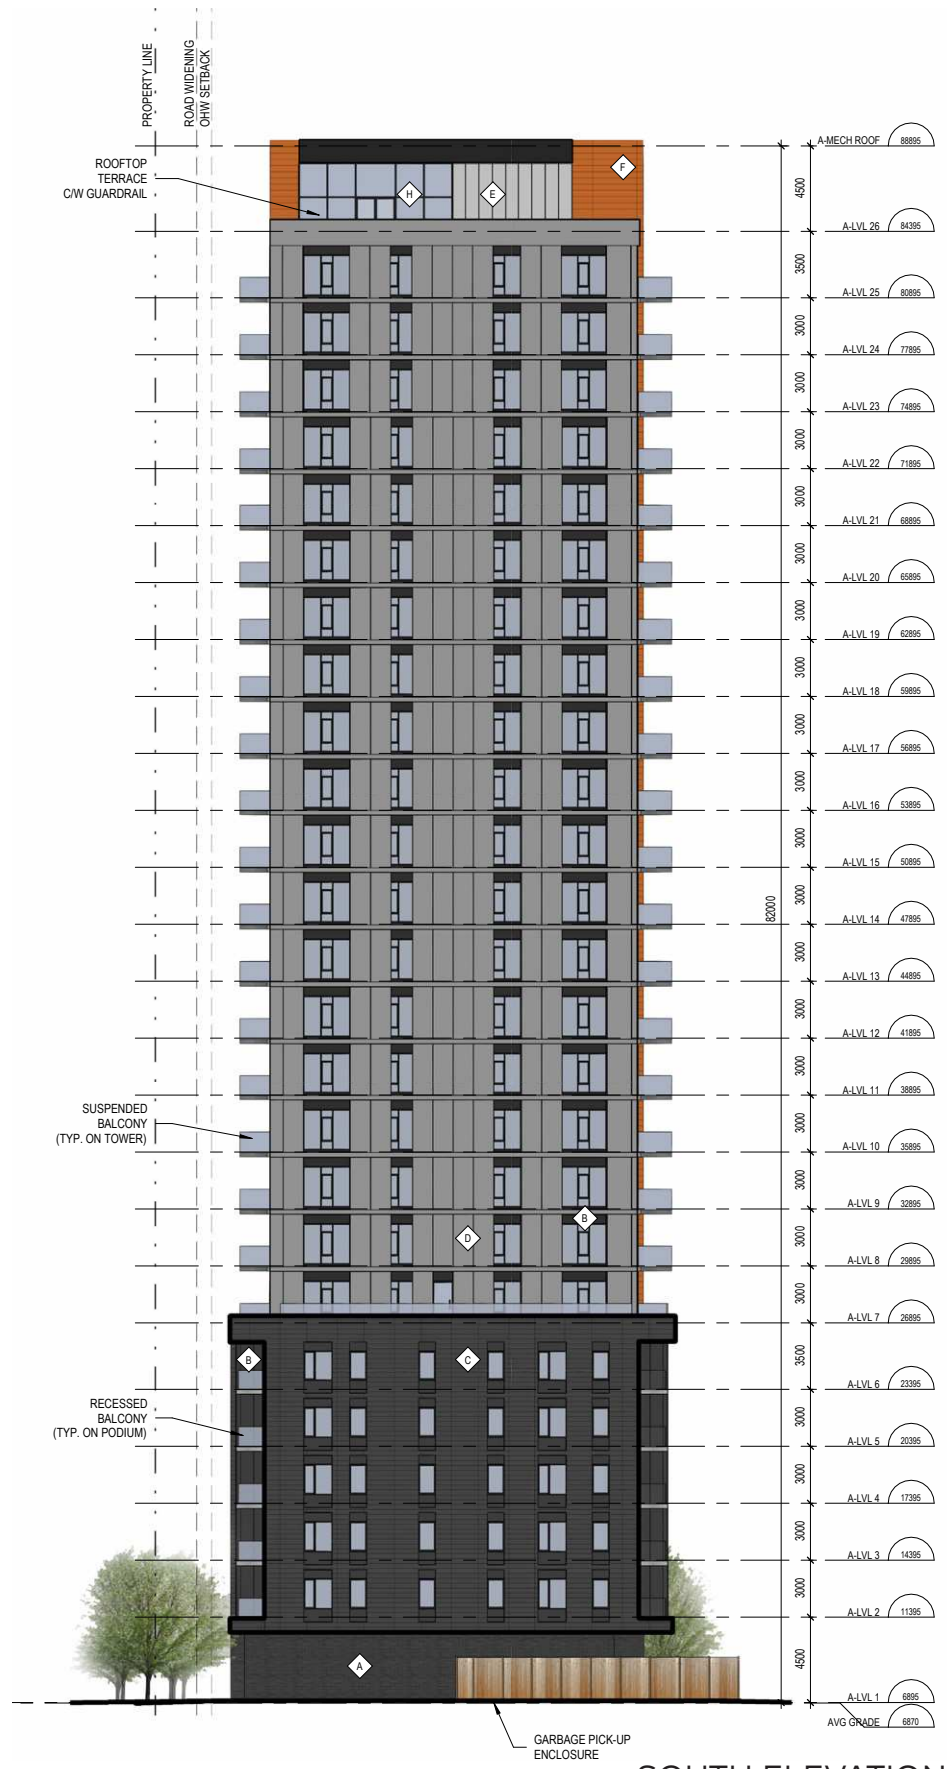 PROPERTY LINE
ROAD WIDENING
OHW SETBACK
ROOFTOP
TERRACE
C/W GUARDRAIL
F
H
E
A-MECH ROOF 88895
4500
A-LVL 26 84395
3500
A-LVL 25 80895
3000
A-LVL 24 77895
3000
A-LVL 23 74895
3000
A-LVL 22 71895
3000
A-LVL 21 68895
3000
A-LVL 20 65895
3000
A-LVL 19 62895
3000
A-LVL 18 59895
3000
A-LVL 17 56895
3000
A-LVL 16 53895
3000
A-LVL 15 50895
3000
82000
A-LVL 14 47895
3000
A-LVL 13 44895
3000
A-LVL 12 41895
3000
A-LVL 11 38895
3000
SUSPENDED
BALCONY
(TYP. ON TOWER)
A-LVL 10 35895
3000
A-LVL 9 32895
B
D
3000
A-LVL 8 29895
3000
A-LVL 7 26895
B
C
3500
A-LVL 6 23395
RECESSED
BALCONY
(TYP. ON PODIUM)
3000
A-LVL 5 20395
3000
A-LVL 4 17395
3000
A-LVL 3 14395
3000
A-LVL 2 11395
A
4500
A-LVL 1 6895
AVG GRADE 6870
GARBAGE PICK-UP
ENCLOSURE
SOUTH ELEVATION